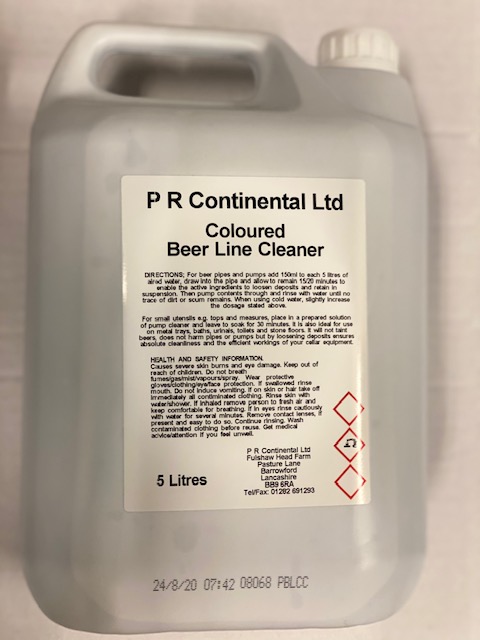 P R Continental Ltd
Coloured
Beer Line Cleaner
DIRECTIONS; For beer pipes and pumps add 150ml to each 5 litres of
aired water, draw into the pipe and allow to remain 15/20 minutes to
enable the active ingredients to loosen deposits and retain in
suspension. Then pump contents through and rinse with water until no
trace of dirt or scum remains. When using cold water, slightly increase
the dosage stated above.
For small utensils e.g. tops and measures, place in a prepared solution
of pump cleaner and leave to soak for 30 minutes. It is also ideal for use
on metal trays, baths, urinals, toilets and stone floors. It will not taint
beers, does not harm pipes or pumps but by loosening deposits ensures
absolute cleanliness and the efficient workings of your cellar equipment.
HEALTH AND SAFETY INFORMATION.
Causes severe skin burns and eye damage. Keep out of
reach of children. Do not breath
fumes/gas/mist/vapours/spray. Wear protective
gloves/clothing/eye/face protection. If swallowed rinse
mouth. Do not induce vomiting. If on skin or hair take off
immediately all contiminated clothing. Rinse skin with
water/shower. If inhaled remove person to fresh air and
keep comfortable for breathing. If in eyes rinse cautiously
with water for several minutes. Remove contact lenses, if
present and easy to do so. Continue rinsing. Wash
contaminated clothing before reuse. Get medical
advice/attention if you feel unwell.
P R Continental Ltd
Fulshaw Head Farm
Pasture Lane
Barrowford
Lancashire
BB9 6RA
Tel/Fax: 01282 691293
5 Litres
24/8/20 07:42 08068 PBLCC